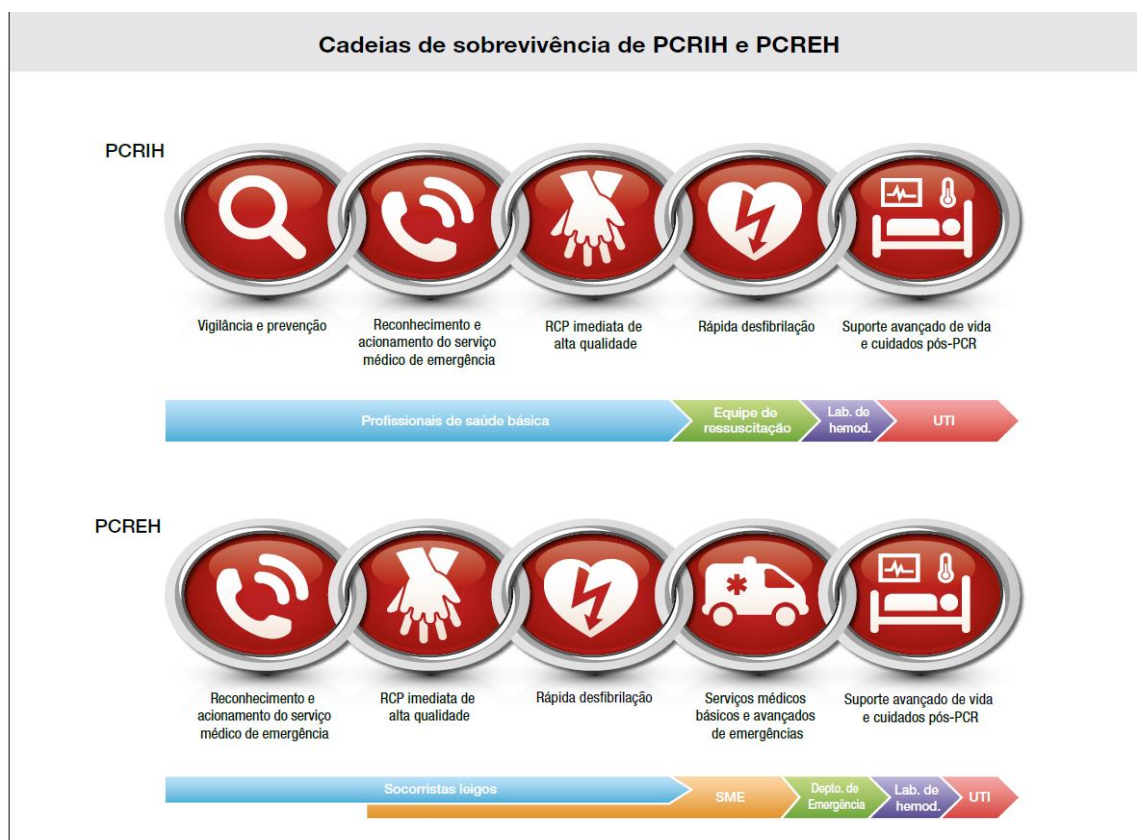 Cadeias de sobrevivência de PCRIH e PCREH
PCRIH
Vigilância e prevenção
Reconhecimento e
acionamento do serviço
médico de emergência
RCP imediata de
alta qualidade
Rápida desfibrilação
Suporte avançado de vida
e cuidados pós-PCR
Profissionais de saúde básica
Equipe de
ressuscitação
Lab. de
hemod.
UTI
PCREH
Reconhecimento e
acionamento do serviço
médico de emergência
RCP imediata de
alta qualidade
Rápida desfibrilação
Serviços médicos
básicos e avançados
de emergências
Suporte avançado de vida
e cuidados pós-PCR
Socorristas leigos
SME
Depto. de
Emergência
Lab. de
hemod.
UTI